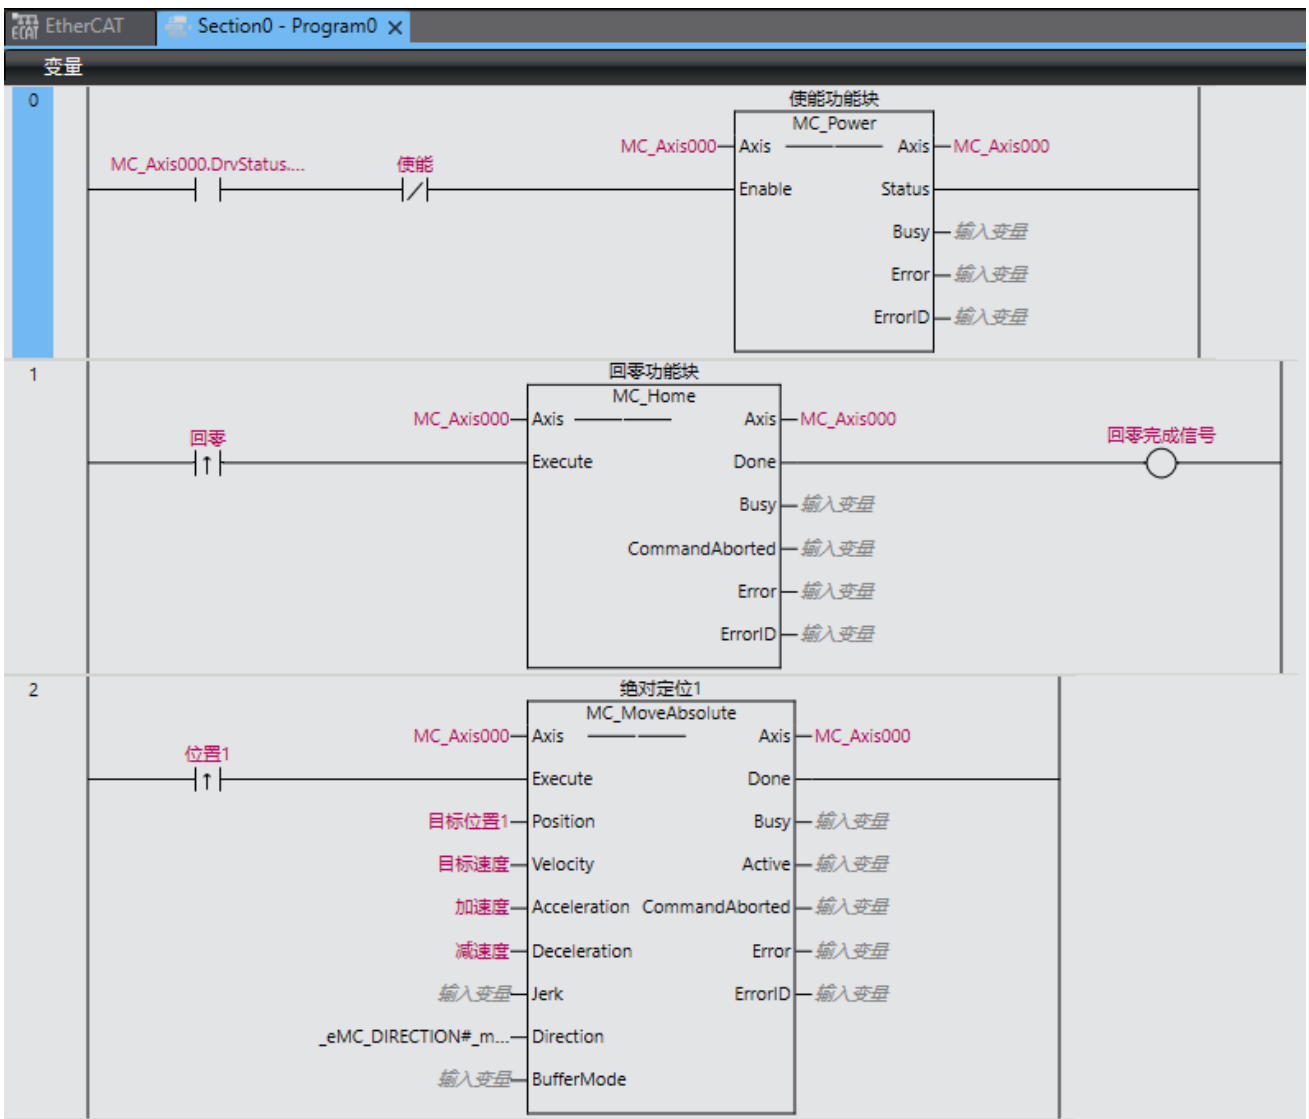 EtherCAT Section0 - Program0
变量
0
使能功能块
MC_Power
MC_Axis000 Axis Axis MC_Axis000
MC_Axis000.DrvStatus.... 使能
Enable Status
Busy 输入变量
Error 输入变量
ErrorID 输入变量
1
回零功能块
MC_Home
MC_Axis000 Axis Axis MC_Axis000
回零 回零完成信号
Execute Done
Busy 输入变量
CommandAborted 输入变量
Error 输入变量
ErrorID 输入变量
2
绝对定位1
MC_MoveAbsolute
MC_Axis000 Axis Axis MC_Axis000
位置1
Execute Done
目标位置1 Position Busy 输入变量
目标速度 Velocity Active 输入变量
加速度 Acceleration CommandAborted 输入变量
减速度 Deceleration Error 输入变量
输入变量 Jerk ErrorID 输入变量
_eMC_DIRECTION#_m... Direction
输入变量 BufferMode